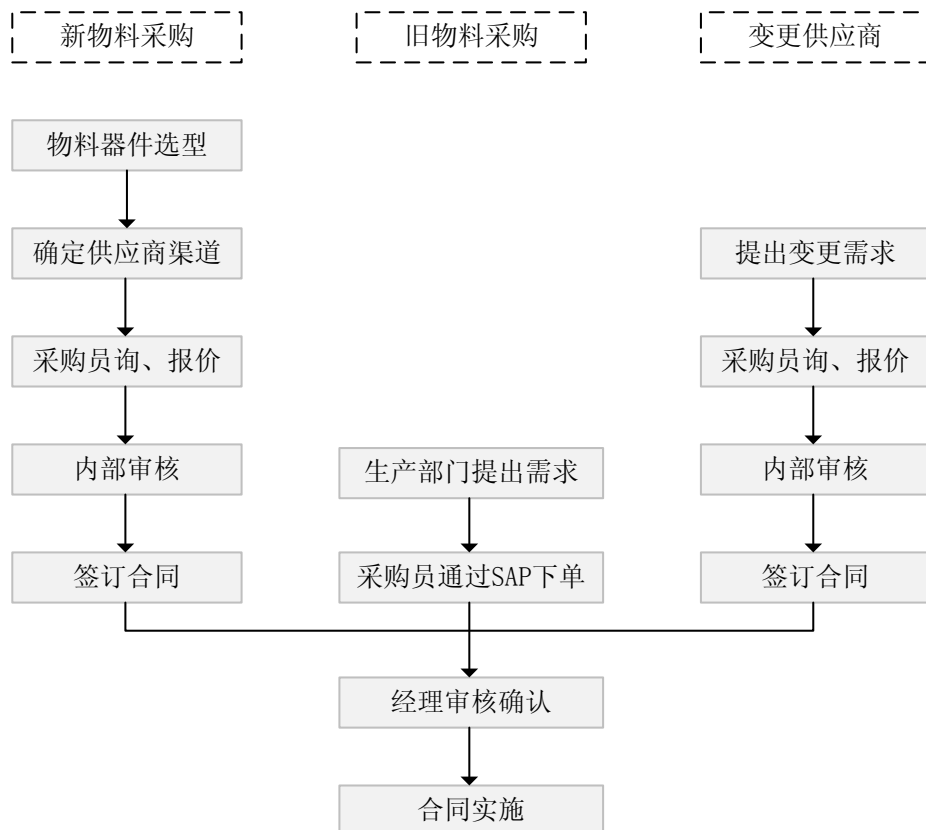 新物料采购
旧物料采购
变更供应商
物料器件选型
确定供应商渠道
提出变更需求
采购员询、报价
采购员询、报价
内部审核
生产部门提出需求
内部审核
签订合同
采购员通过SAP下单
签订合同
经理审核确认
合同实施